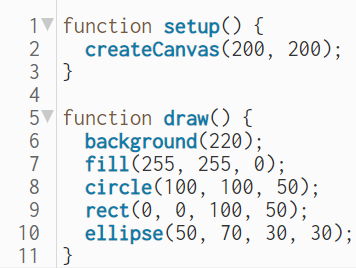 1 function setup() {
2   createCanvas(200, 200);
3 }
4
5 function draw() {
6   background(220);
7   fill(255, 255, 0);
8   circle(100, 100, 50);
9   rect(0, 0, 100, 50);
10   ellipse(50, 70, 30, 30);
11 }